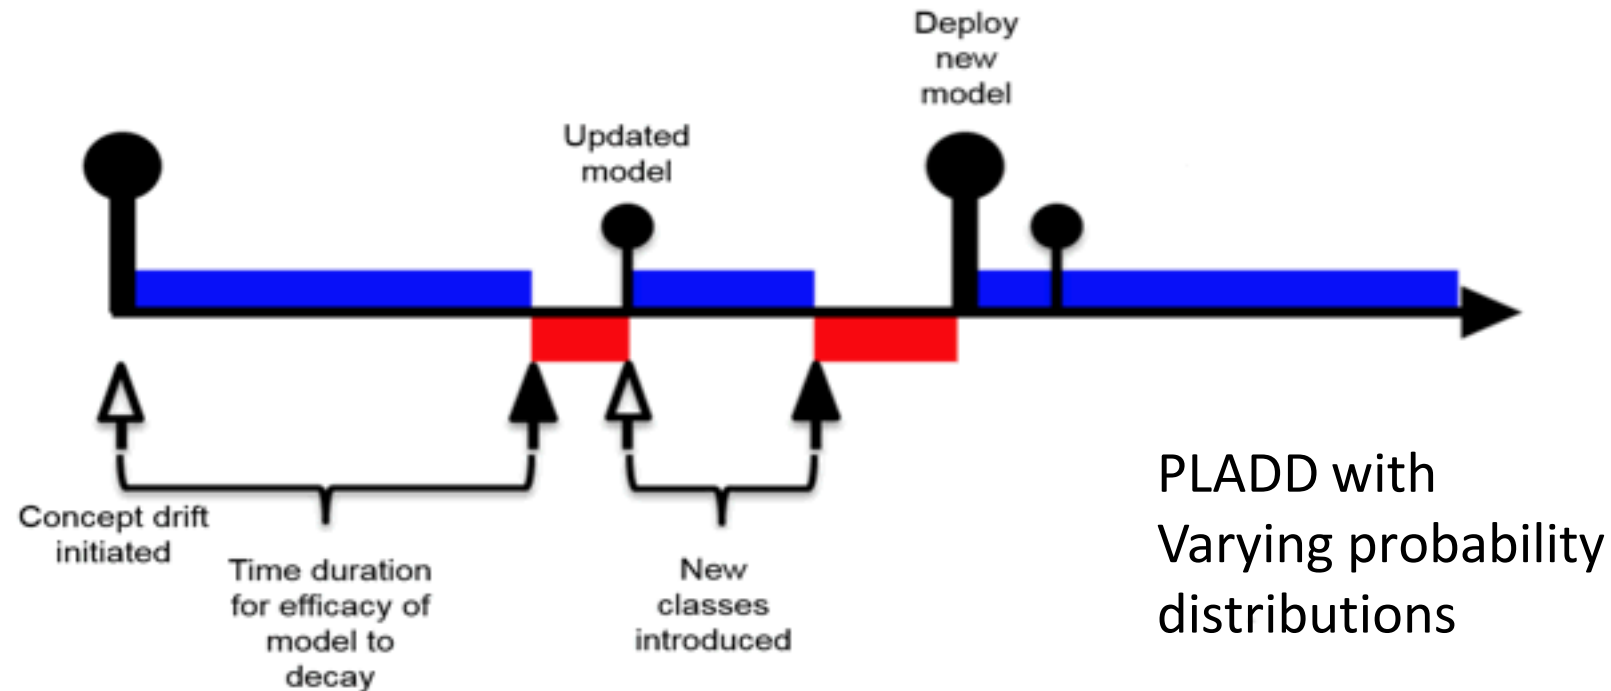 Deploy
new
model
Updated
model
Concept drift
initiated
Time duration
for efficacy of
model to
decay
New
classes
introduced
PLADD with
Varying probability
distributions